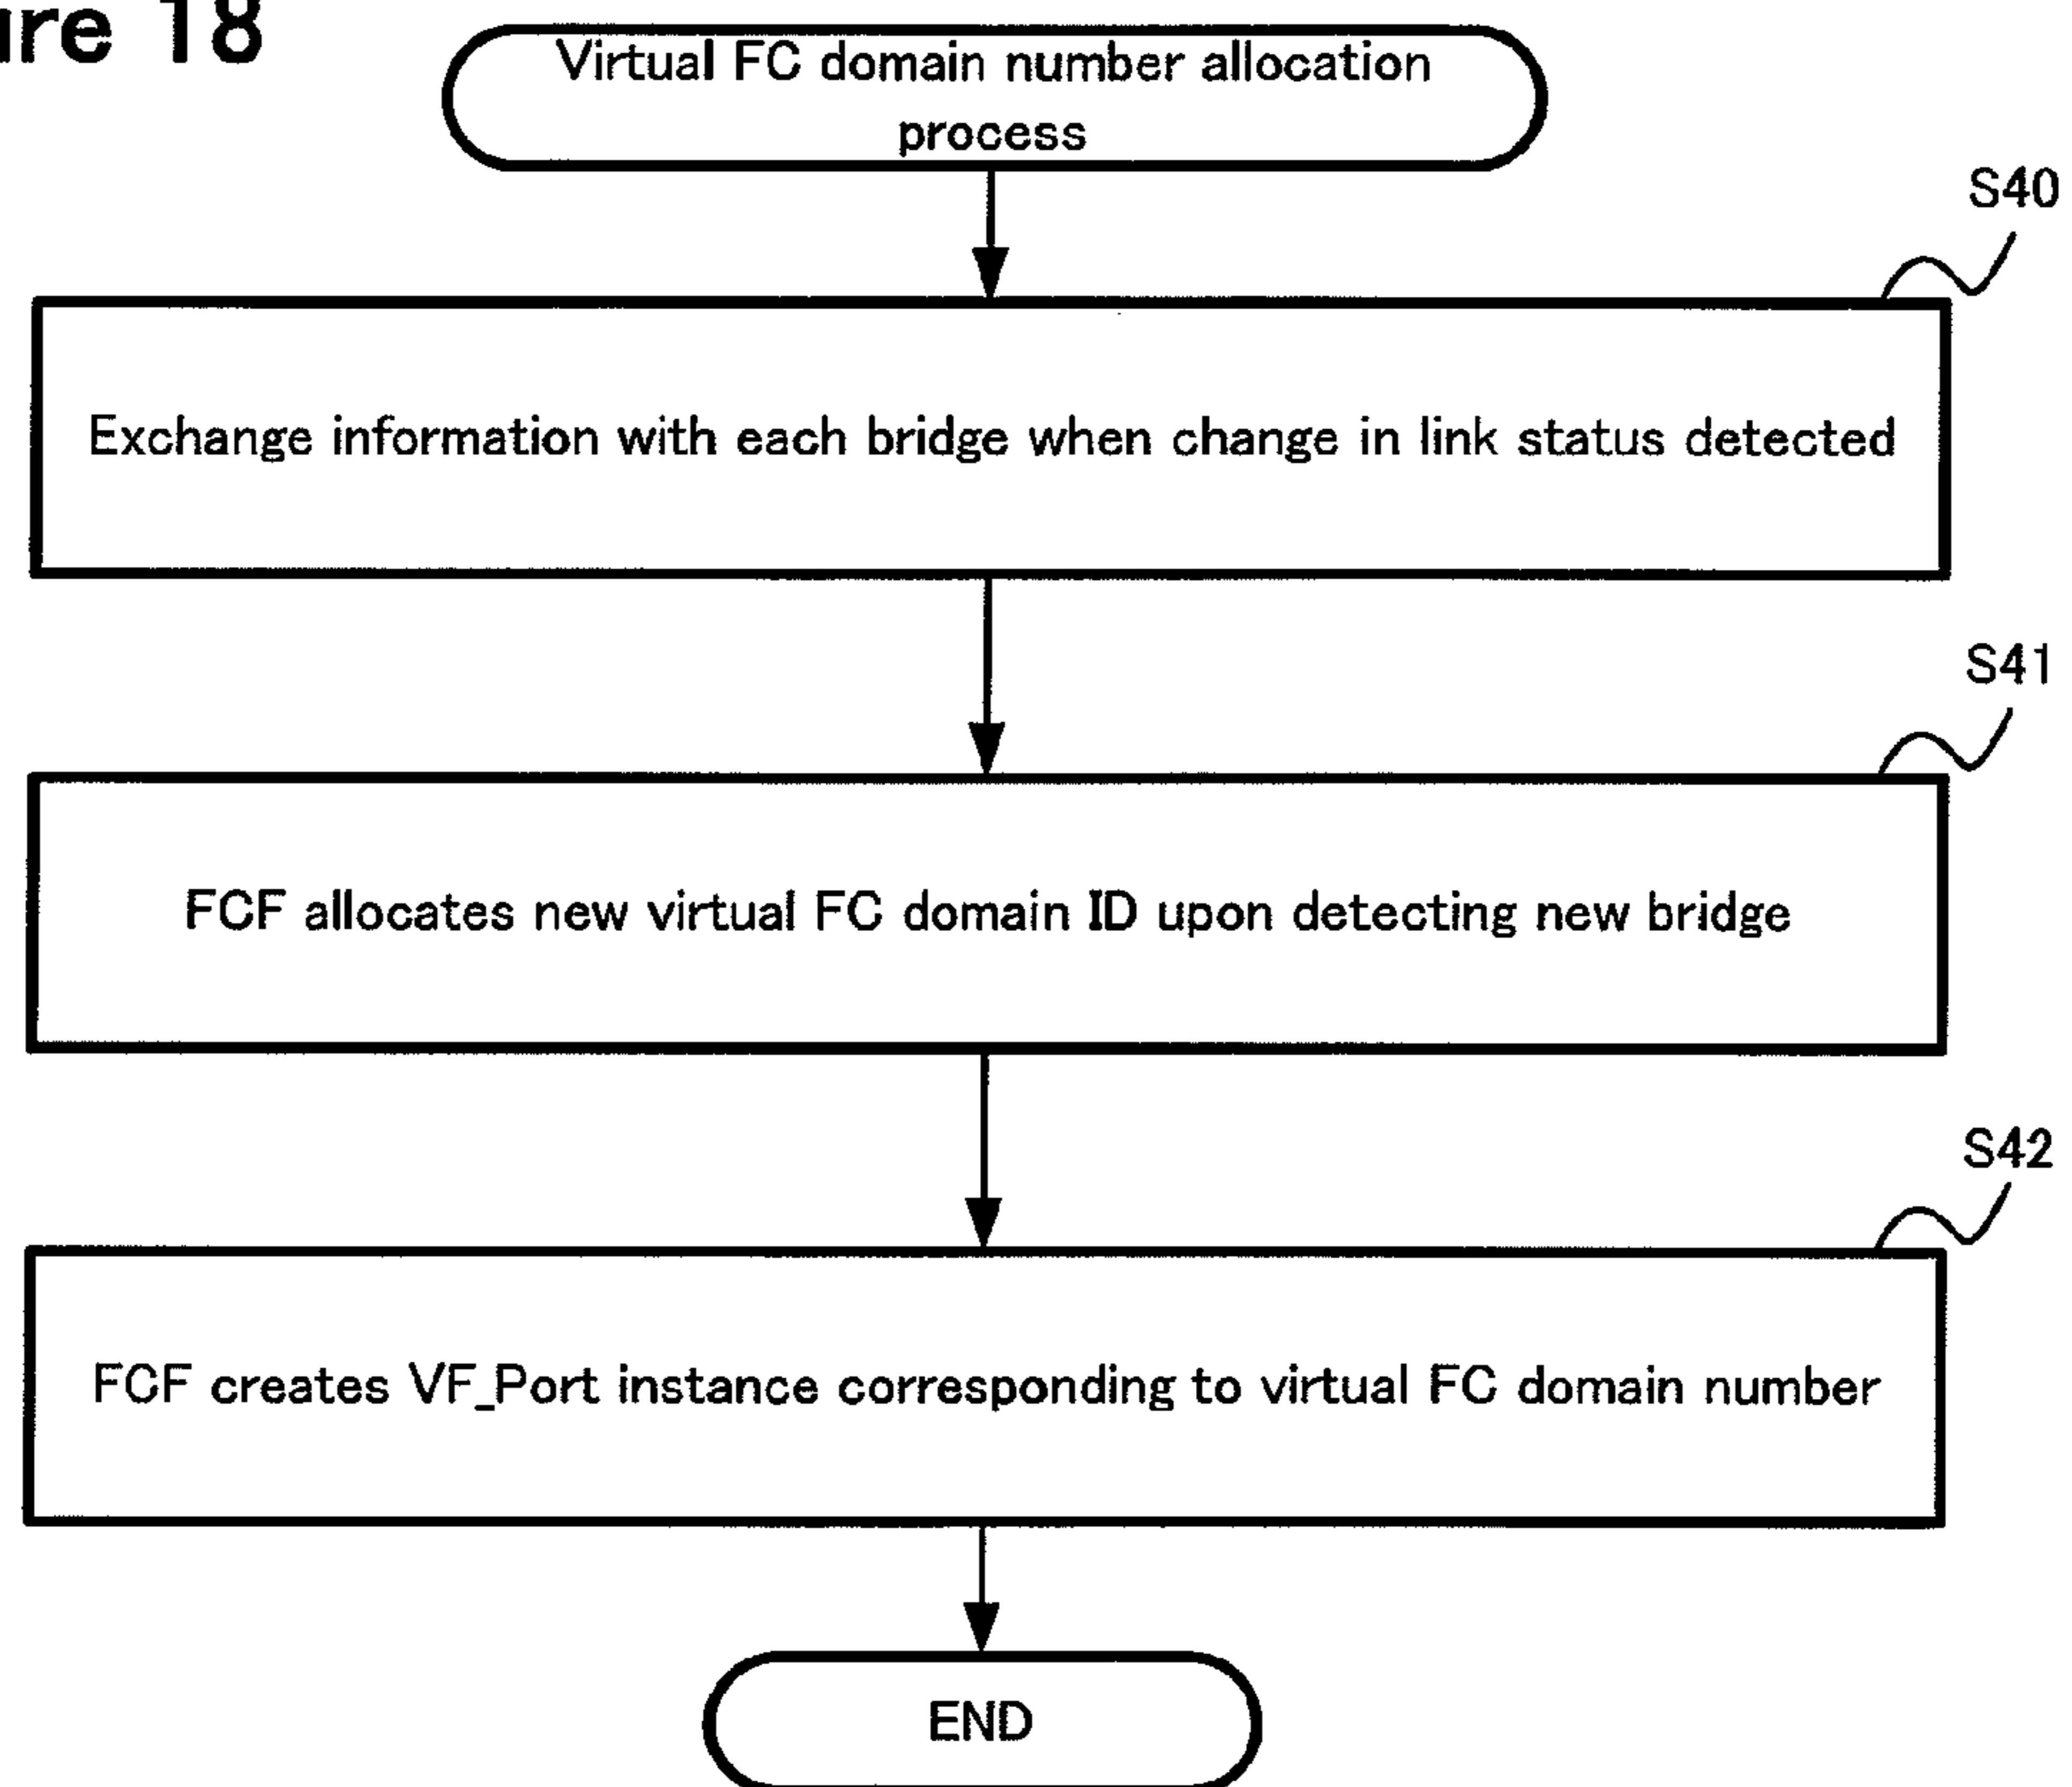 ure 18
Virtual FC domain number allocation
process
S40
Exchange information with each bridge when change in link status detected
S41
FCF allocates new virtual FC domain ID upon detecting new bridge
S42
FCF creates VF_Port instance corresponding to virtual FC domain number
END